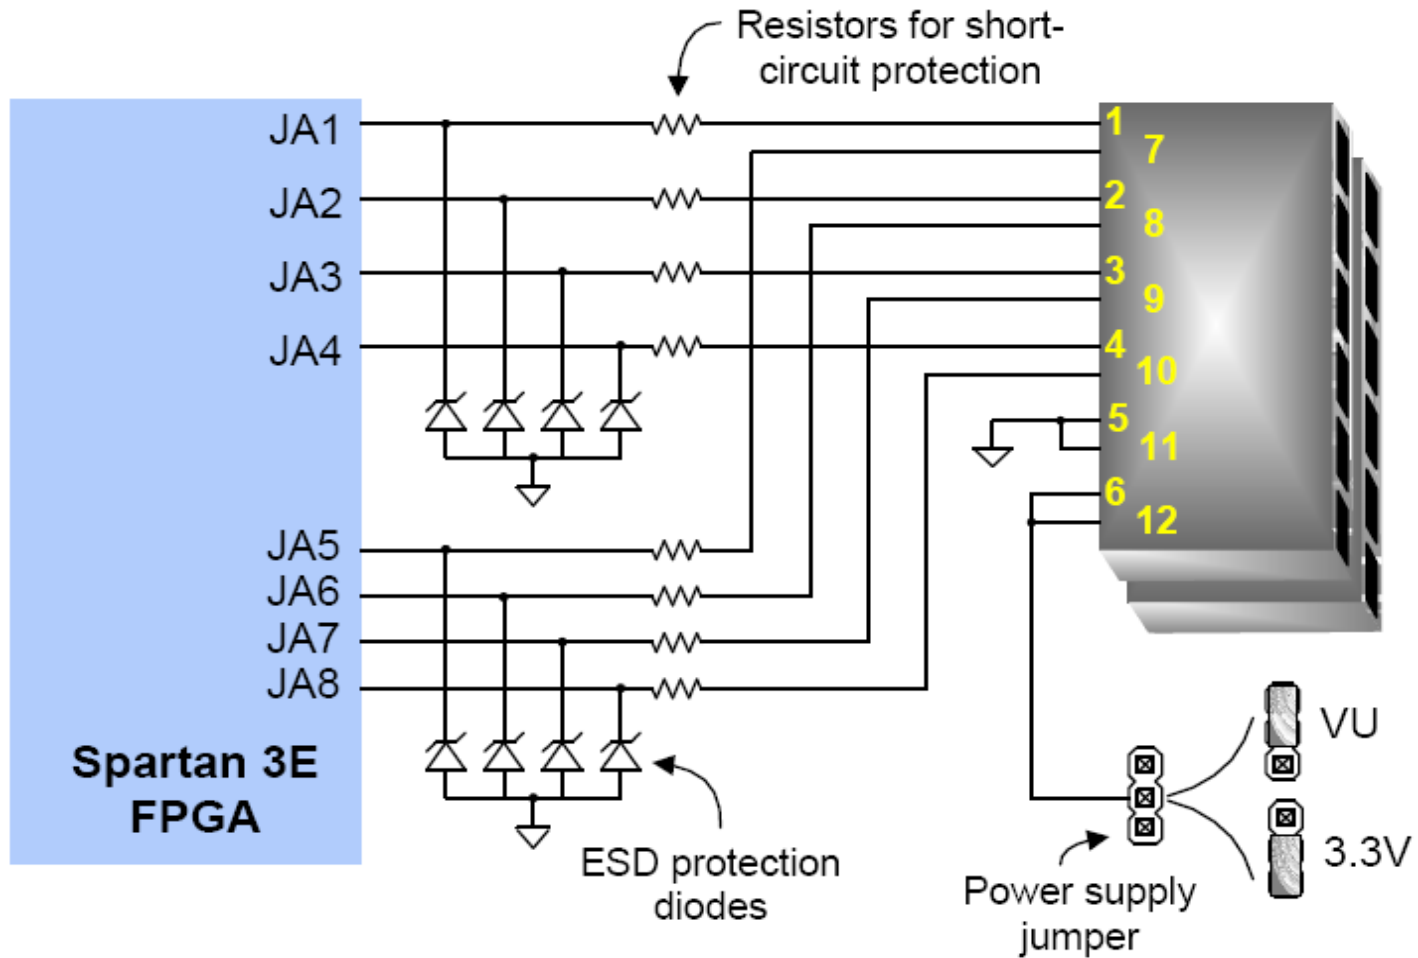 Resistors for short-
circuit protection
JA1
1
7
JA2
2
8
JA3
3
9
JA4
4
10
5
11
6
12
JA5
JA6
JA7
JA8
Spartan 3E
FPGA
VU
3.3V
ESD protection
diodes
Power supply
jumper